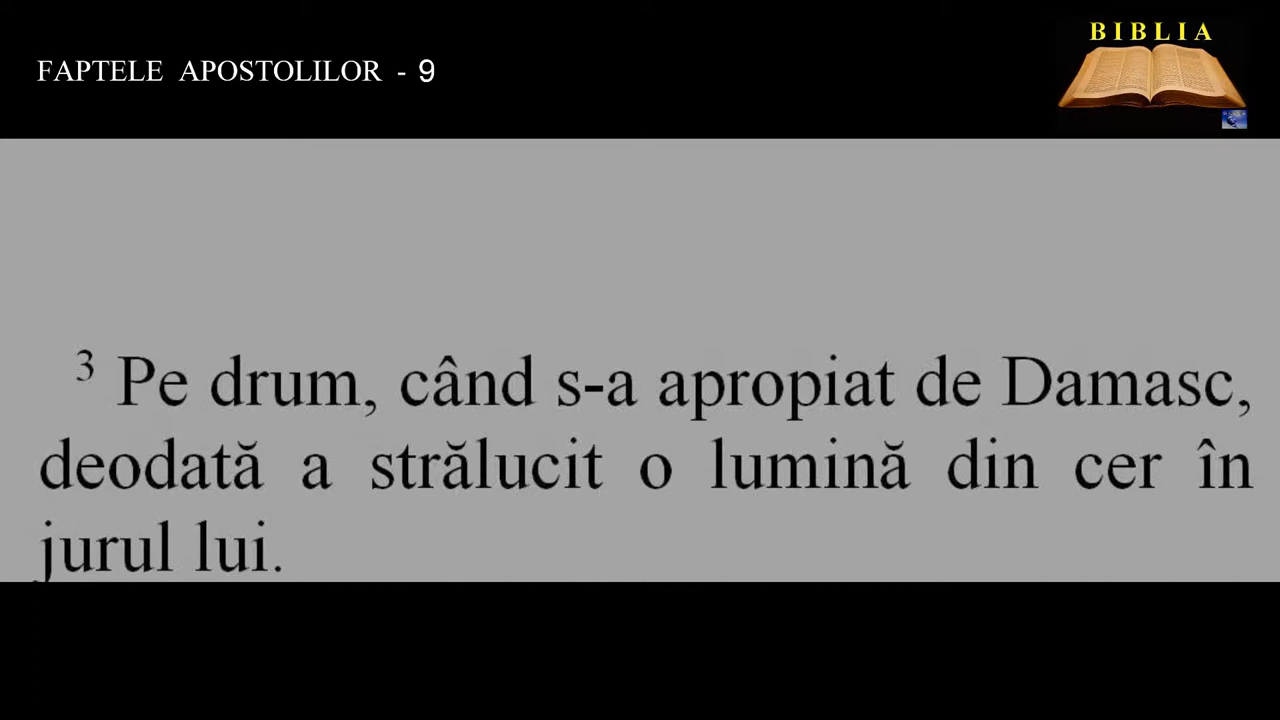 BIBLIA
FAPTELE APOSTOLILOR - 9
3 Pe drum, când s-a apropiat de Damasc,
deodată a strălucit o lumină din cer în
jurul lui.